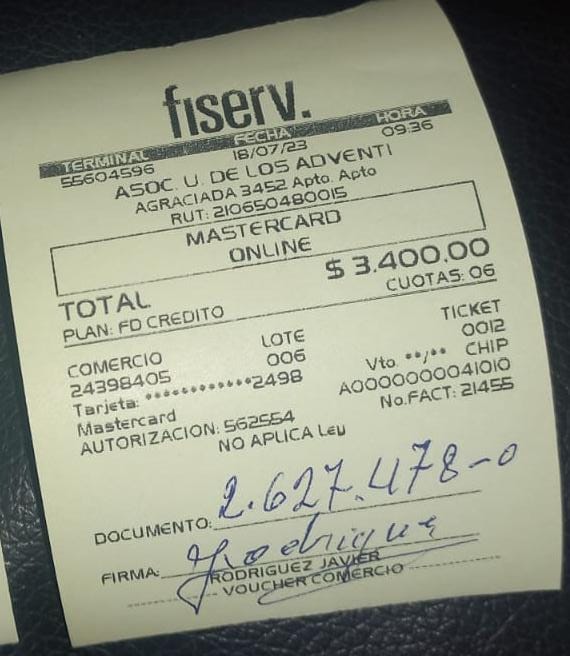 fiserv.
TERMINAL FECHA HORA
55604596 18/07/23 09:36
ASOC. U. DE LOS ADVENTI
AGRACIADA 3452 Apto. Apto
RUT: 210650480015
MASTERCARD
ONLINE
TOTAL $ 3.400.00
PLAN: FD CREDITO CUOTAS: 06
COMERCIO LOTE TICKET
24398405 006 0012
Tarjeta: ************2498 Vto. **/** CHIP
Mastercard A0000000041010
AUTORIZACION: 562554 No.FACT: 21455
NO APLICA Ley
DOCUMENTO: 2.627.478-0
FIRMA: JRodriguez
RODRIGUEZ JAVIER
VOUCHER COMERCIO